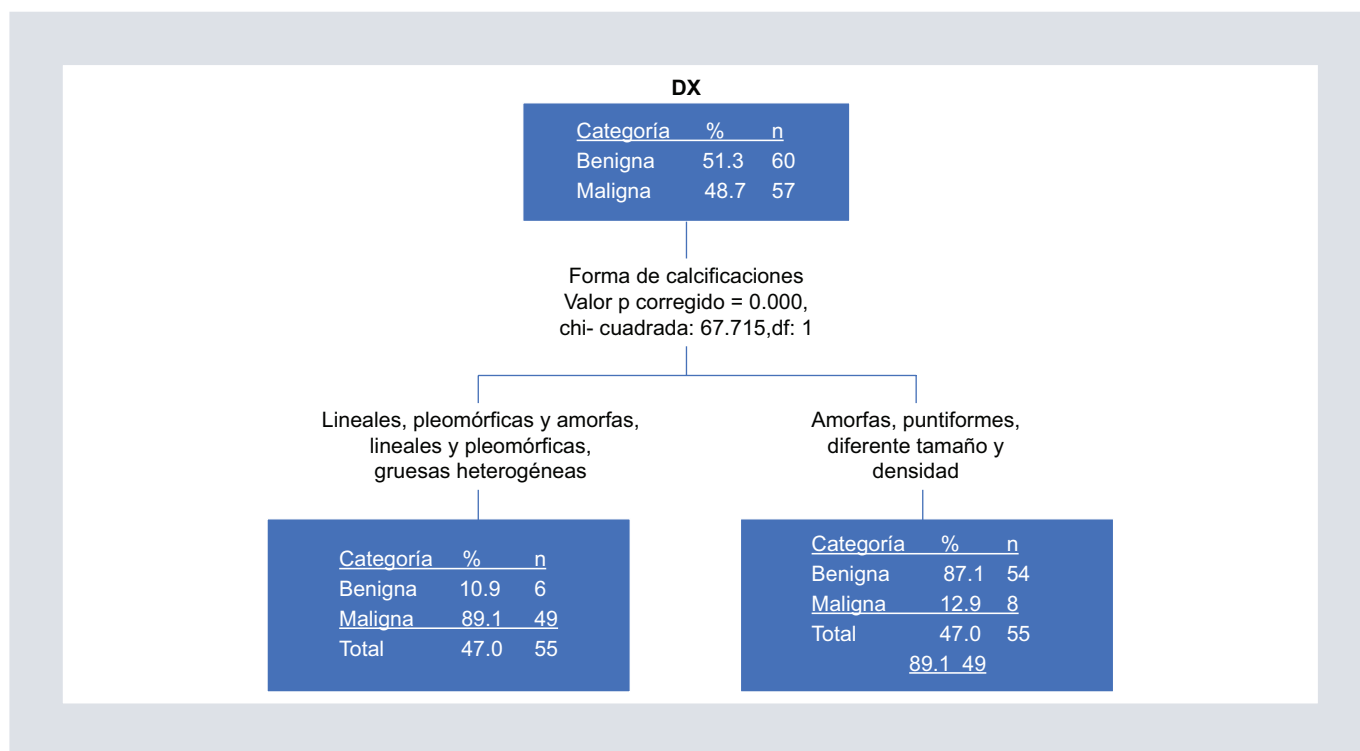 DX
Categoría % n
Benigna 51.3 60
Maligna 48.7 57
Forma de calcificaciones
Valor p corregido = 0.000,
chi- cuadrada: 67.715,df: 1
Lineales, pleomórficas y amorfas,
lineales y pleomórficas,
gruesas heterogéneas
Categoría % n
Benigna 10.9 6
Maligna 89.1 49
Total 47.0 55
Amorfas, puntiformes,
diferente tamaño y
densidad
Categoría % n
Benigna 87.1 54
Maligna 12.9 8
Total 47.0 55
89.1 49